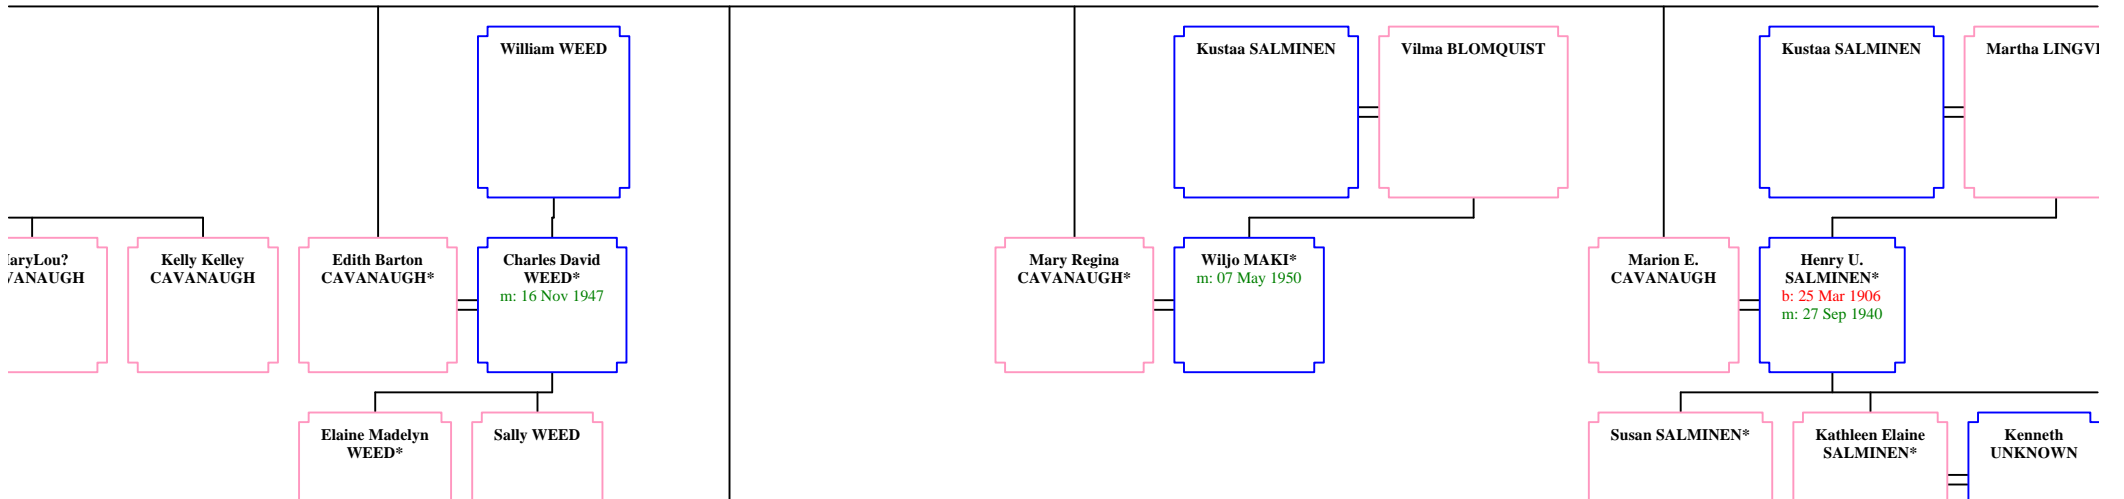 William WEED
Kustaa SALMINEN
Vilma BLOMQUIST
Kustaa SALMINEN
Martha
Kelly Kelley
CAVANAUGH
Edith Barton
CAVANAUGH*
Charles David
WEED*
m: 16 Nov 1947
Mary Regina
CAVANAUGH*
Wiljo MAKI*
m: 07 May 1950
Marion E.
CAVANAUGH
Henry U.
SALMINEN*
b: 25 Mar 1906
m: 27 Sep 1940
Elaine Madelyn
WEED*
Sally WEED
Susan SALMINEN*
Kathleen Elaine
SALMINEN*
Kenneth
UNKNOWN